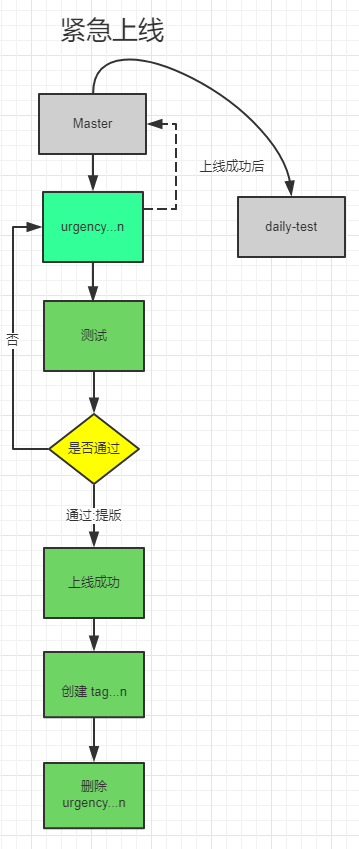 紧急上线
Master
上线成功后
urgency...n
daily-test
测试
否
是否通过
通过:提版
上线成功
创建 tag...n
删除
urgency...n